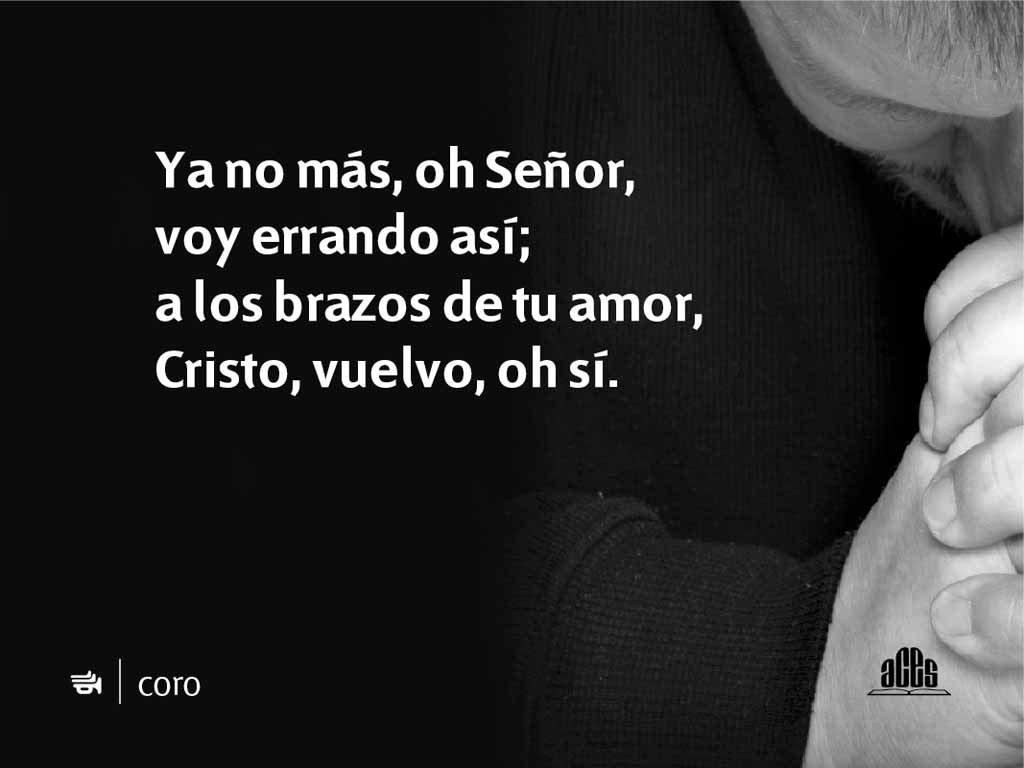 Ya no más, oh Señor,
voy errando así;
a los brazos de tu amor,
Cristo, vuelvo, oh sí.
coro
aces